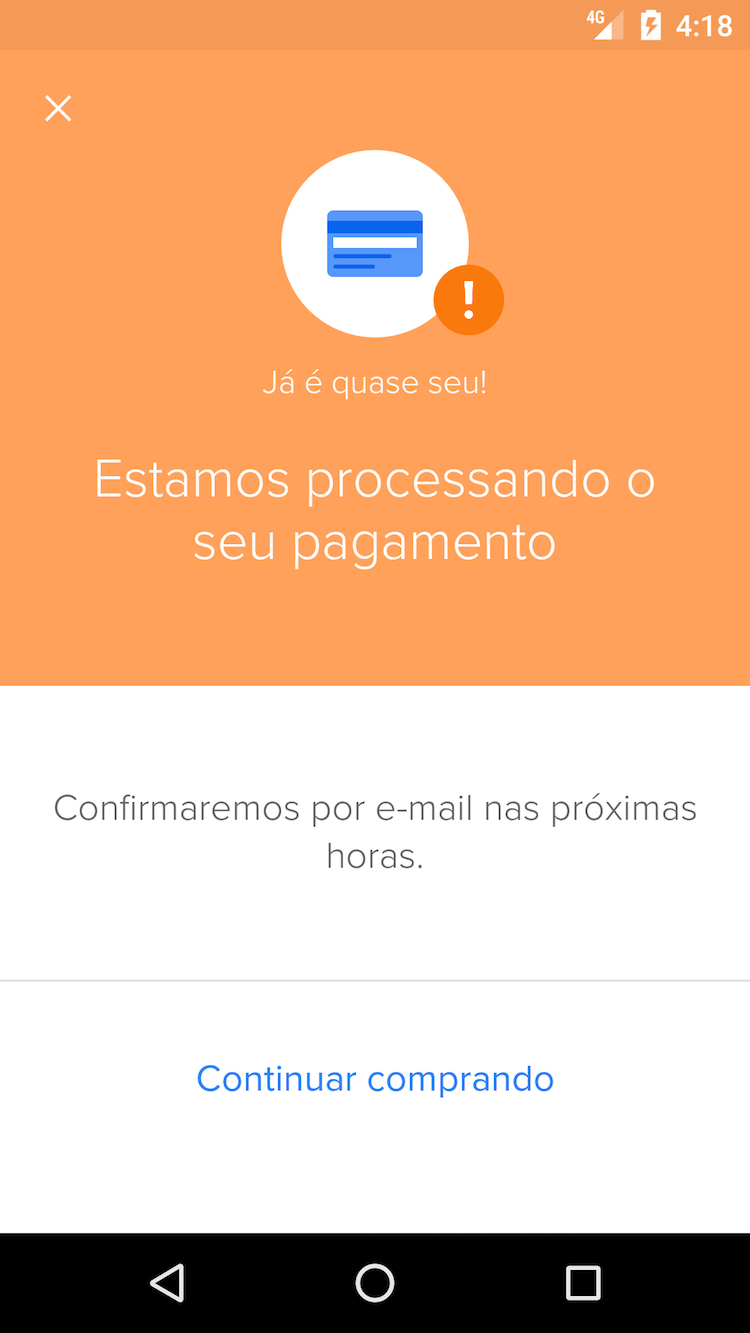 4G 4:18
Já é quase seu!
Estamos processando o
seu pagamento
Confirmaremos por e-mail nas próximas
horas.
Continuar comprando